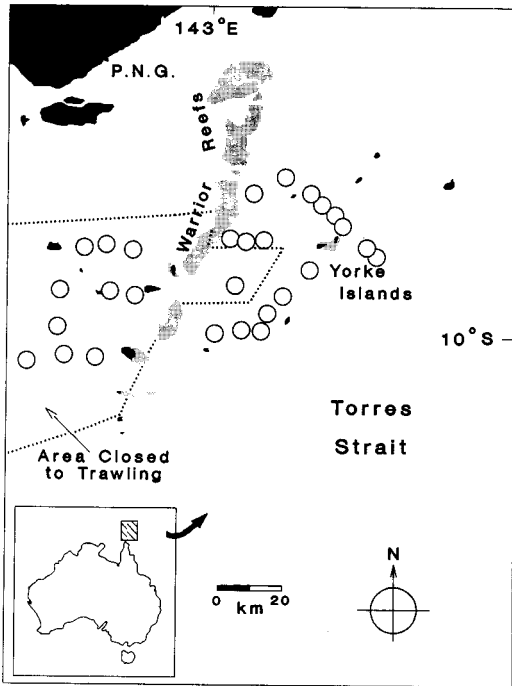 143°E
P.N.G.
Warrior Reefs
Yorke
Islands
10°S
Torres
Strait
Area Closed
to Trawling
N
0 20
km